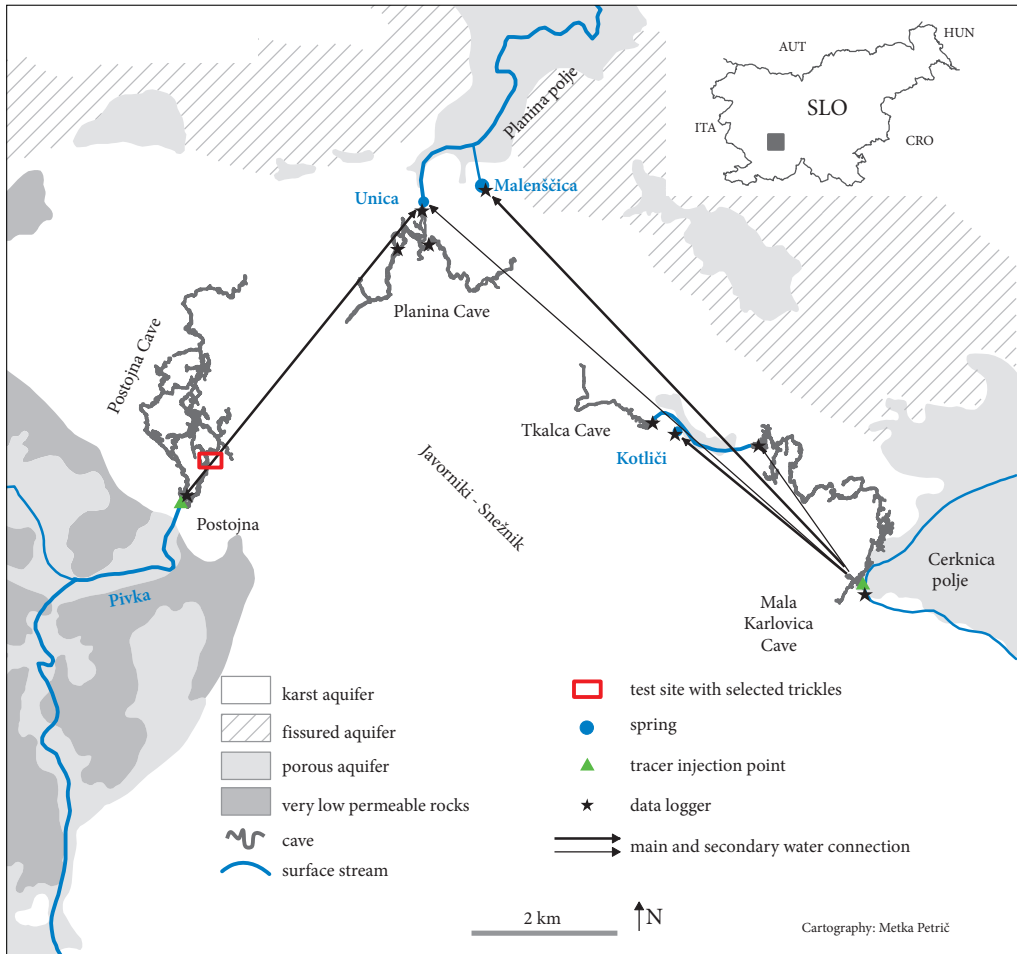 HUN
AUT
SLO
ITA
CRO
Planina polje
Malenščica
Unica
Planina Cave
Postojna Cave
Tkalca Cave
Kotliči
Javorniki - Snežnik
Postojna
Cerknica
polje
Pivka
Mala
Karlovica
Cave
karst aquifer
fissured aquifer
porous aquifer
very low permeable rocks
cave
surface stream
test site with selected trickles
spring
tracer injection point
data logger
main and secondary water connection
2 km
N
Cartography: Metka Petrič